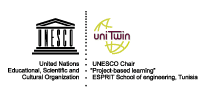 UNESCO
uniTwin
United Nations
Educational, Scientific and
Cultural Organization
UNESCO Chair
"Project-based learning"
ESPRIT School of engineering, Tunisia